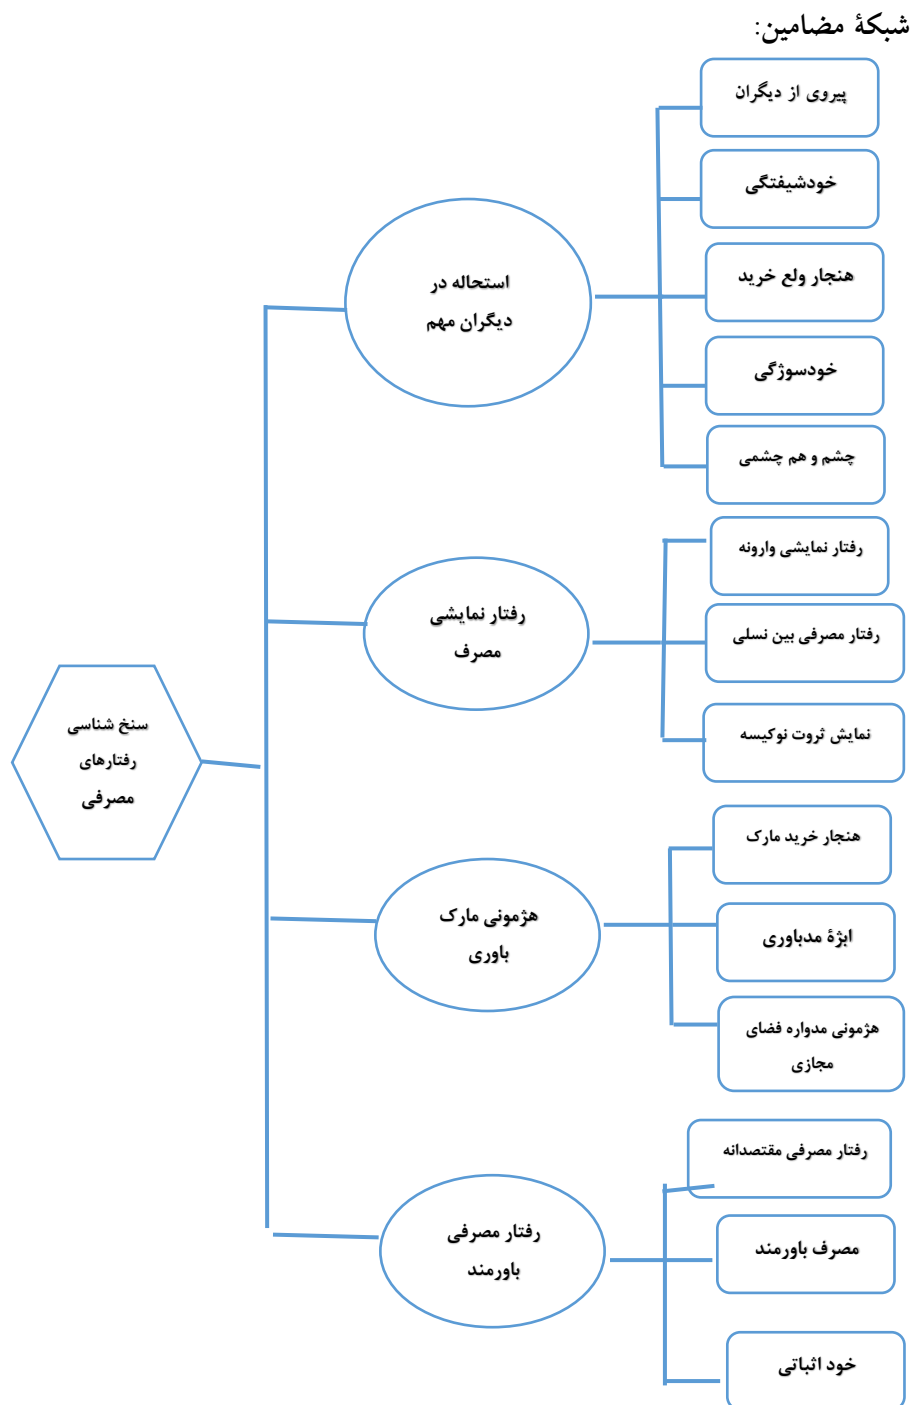 شبکهٔ مضامین:
پیروی از دیگران
خودشیفتگی
هنجار ولع خرید
خودسوژگی
چشم و هم چشمی
استحاله در
دیگران مهم
رفتار نمایشی وارونه
رفتار مصرفی بین نسلی
نمایش ثروت نوکیسه
رفتار نمایشی
مصرف
هنجار خرید مارک
ابژهٔ مدباوری
هژمونی مدواره فضای
مجازی
هژمونی مارک
باوری
رفتار مصرفی مقتصدانه
مصرف باورمند
خود اثباتی
رفتار مصرفی
باورمند
سنخ شناسی
رفتارهای
مصرفی